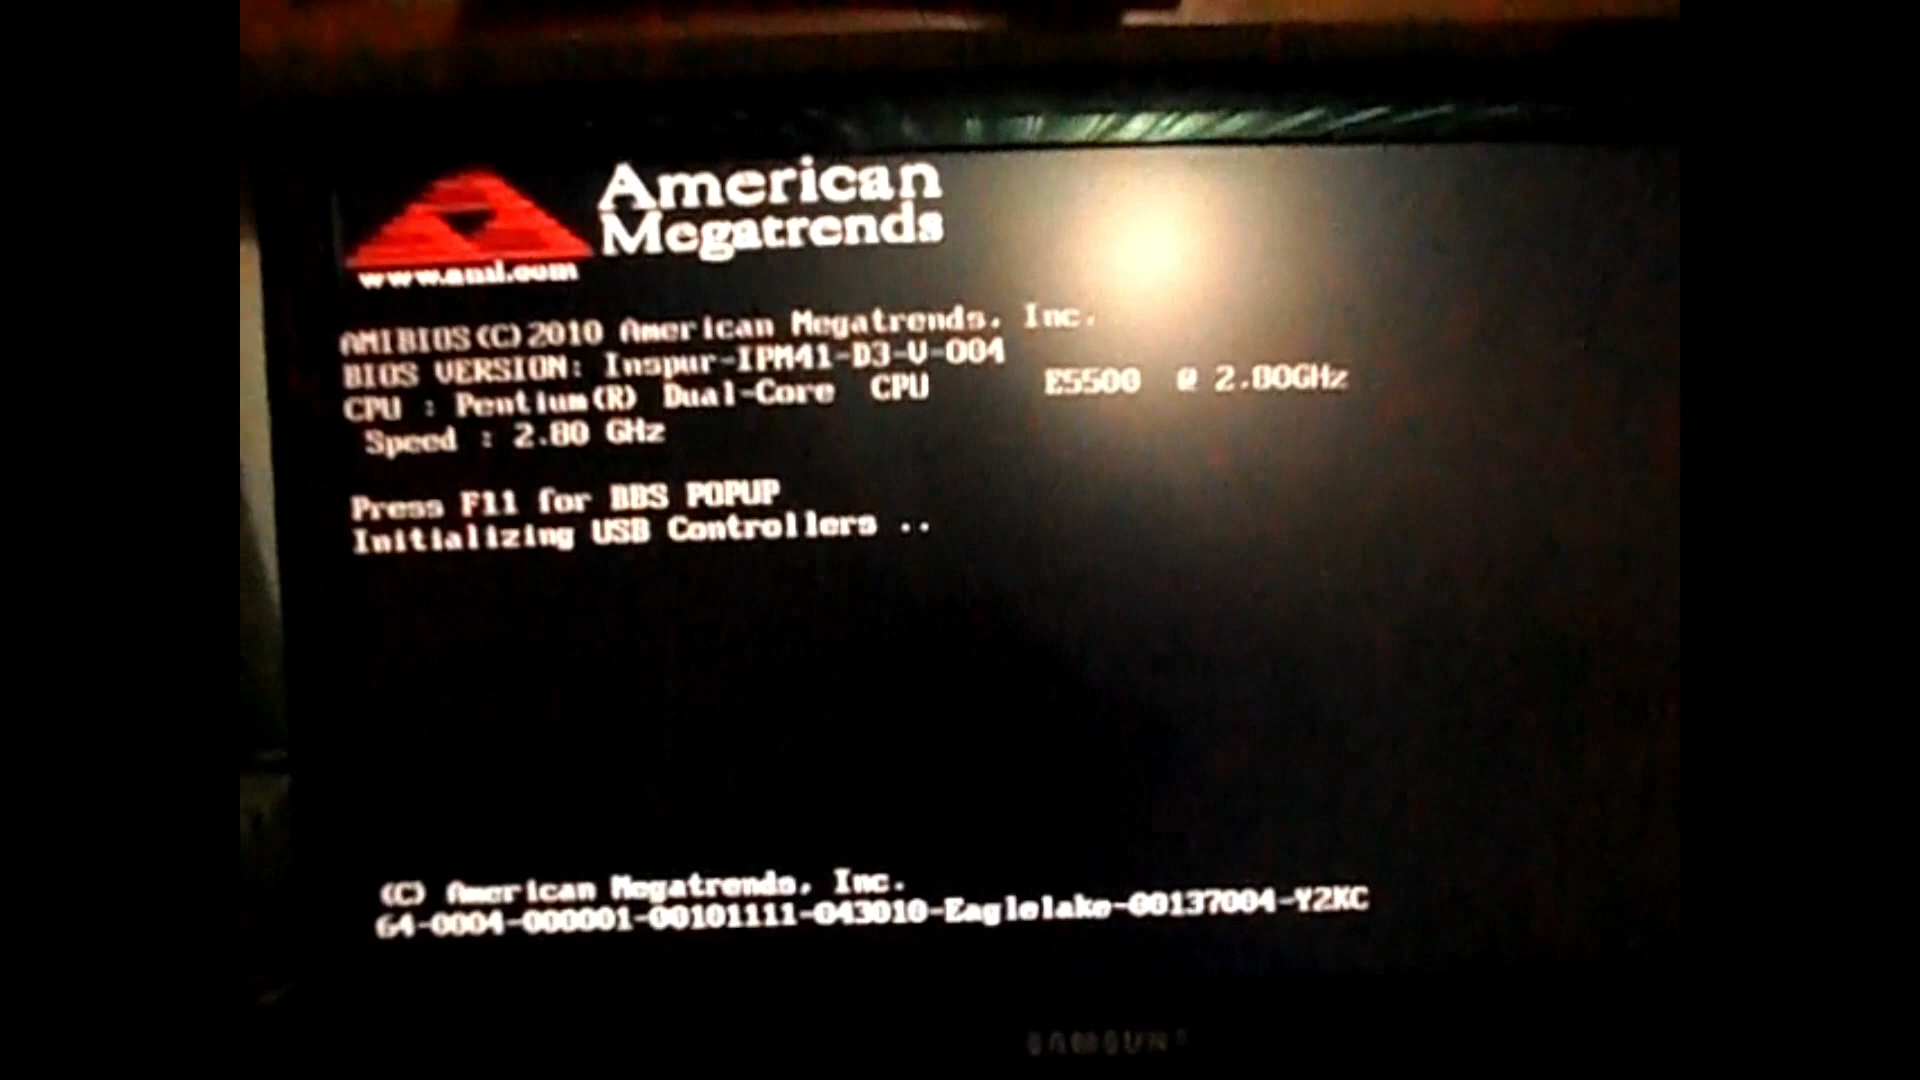 American
Megatrends
www.ami.com
AMIBIOS(C)2010 American Megatrends, Inc.
BIOS VERSION: Inspur-IPM41-D3-V-004
CPU : Pentium(R) Dual-Core CPU E5500 @ 2.80GHz
Speed : 2.80 GHz
Press F11 for BBS POPUP
Initializing USB Controllers ..
(C) American Megatrends, Inc.
64-0004-000001-00101111-043010-Eaglelake-00137004-Y2KC
SAMSUNG